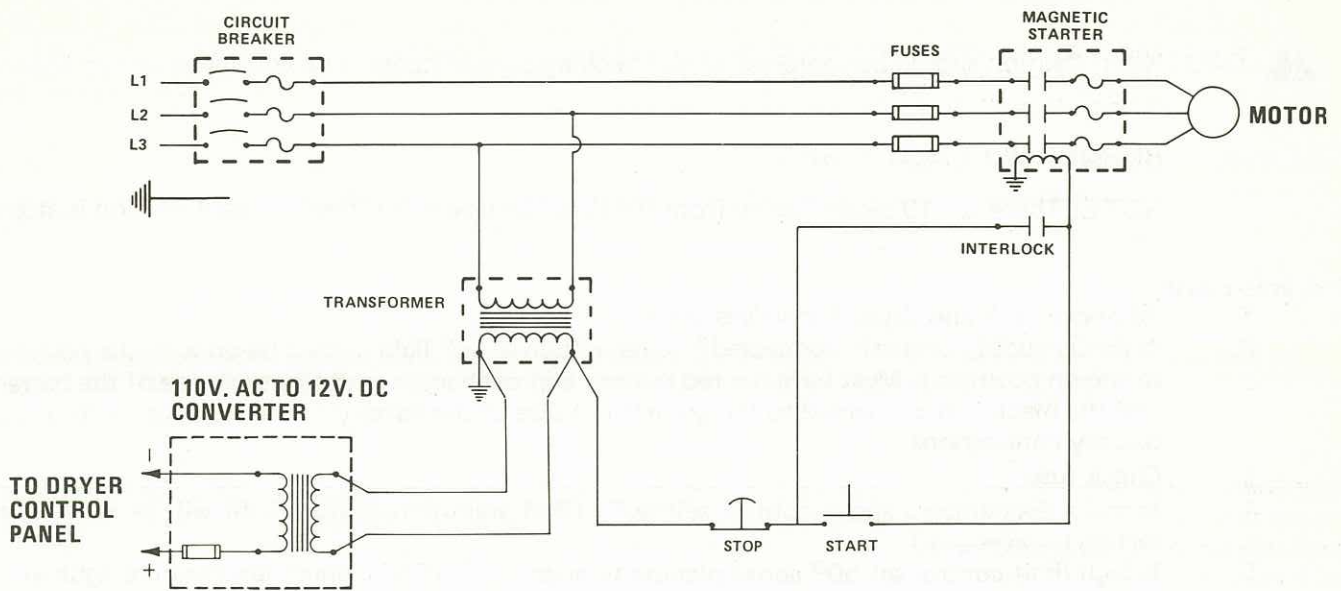 CIRCUIT
BREAKER
MAGNETIC
STARTER
FUSES
L1
L2
L3
MOTOR
INTERLOCK
TRANSFORMER
110V. AC TO 12V. DC
CONVERTER
TO DRYER
CONTROL
PANEL
–
+
STOP
START